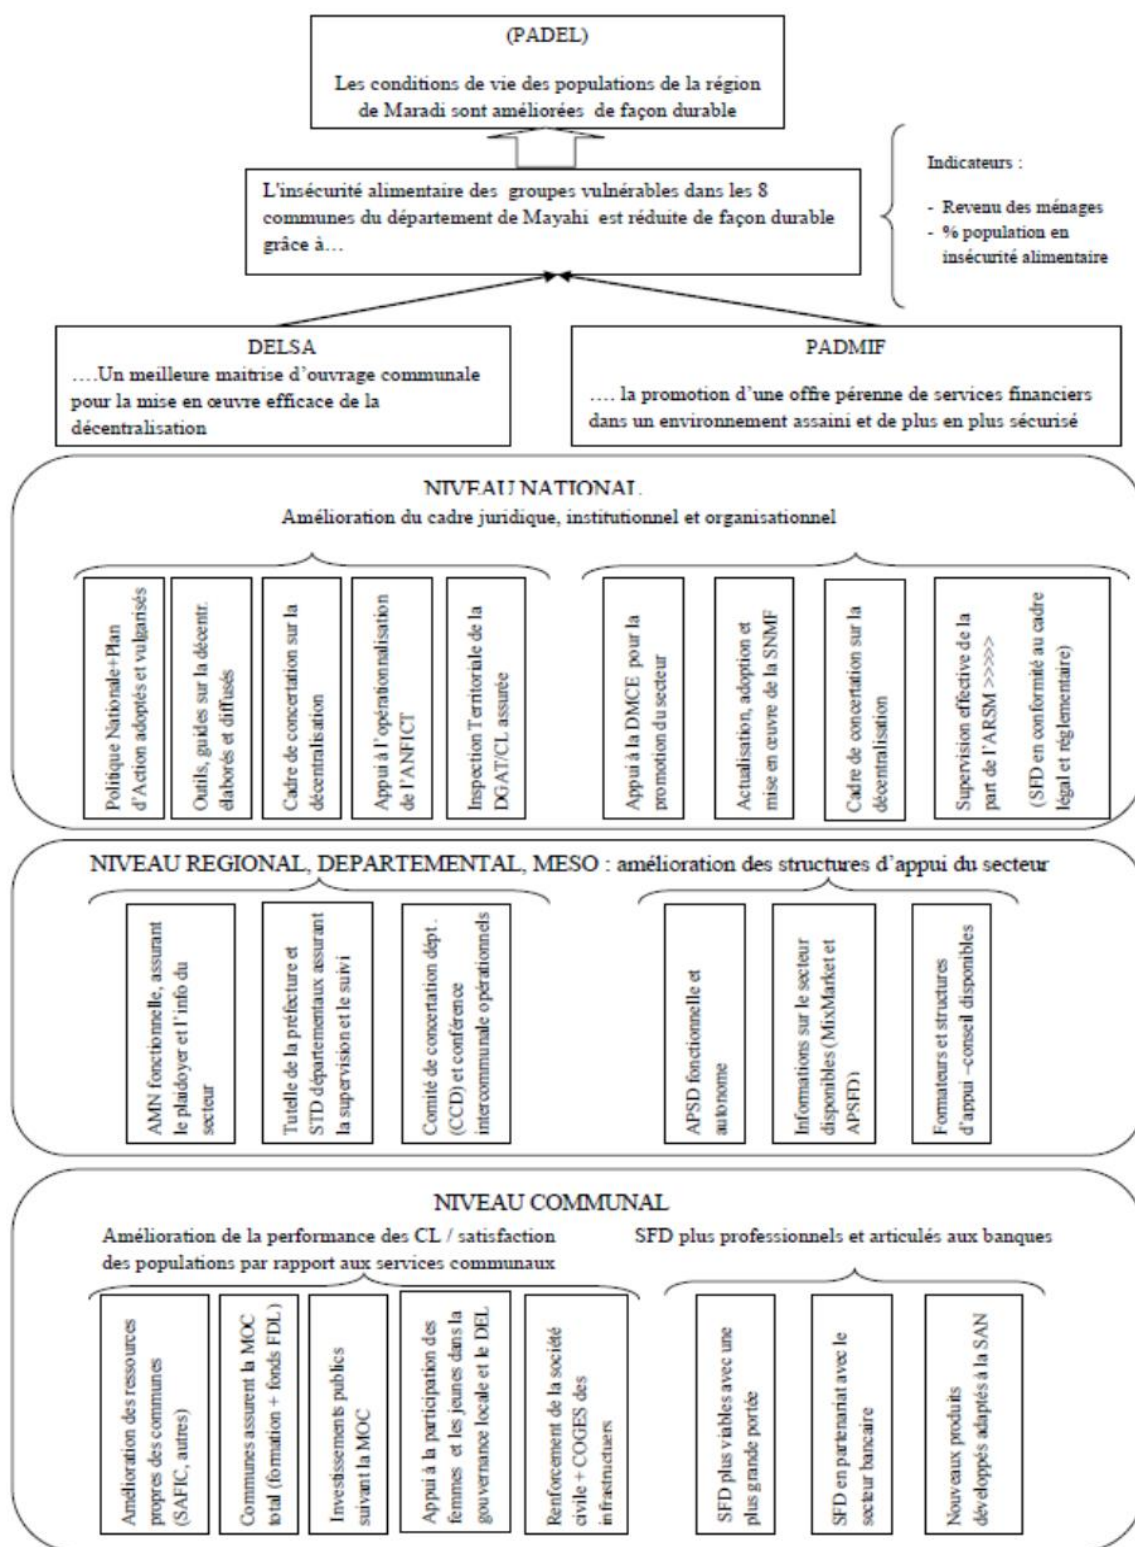 (PADEL)
Les conditions de vie des populations de la région
de Maradi sont améliorées de façon durable
L'insécurité alimentaire des groupes vulnérables dans les 8
communes du département de Mayahi est réduite de façon durable
grâce à…
Indicateurs :
- Revenu des ménages
- % population en
insécurité alimentaire
DELSA
….Un meilleure maitrise d'ouvrage communale
pour la mise en œuvre efficace de la
décentralisation
PADMIF
…. la promotion d'une offre pérenne de services financiers
dans un environnement assaini et de plus en plus sécurisé
NIVEAU NATIONAL
Amélioration du cadre juridique, institutionnel et organisationnel
Politique Nationale+Plan
d'Action adoptés et vulgarisés
Outils, guides sur la décentr.
élaborés et diffusés
Cadre de concertation sur la
décentralisation
Appui à l'opérationnalisation
de l'ANFICT
Inspection Territoriale de la
DGAT/CL assurée
Appui à la DMCE pour la
promotion du secteur
Actualisation, adoption et
mise en œuvre de la SNMF
Cadre de concertation sur la
décentralisation
Supervision effective de la
part de l'ARSM >>>>>
(SFD en conformité au cadre
légal et réglementaire)
NIVEAU REGIONAL, DEPARTEMENTAL, MESO : amélioration des structures d'appui du secteur
AMN fonctionnelle, assurant
le plaidoyer et l'info du
secteur
Tutelle de la préfecture et
STD départementaux assurant
la supervision et le suivi
Comité de concertation dépt .
(CCD) et conférence
intercommunale opérationnels
APSD fonctionnelle et
autonome
Informations sur le secteur
disponibles (MixMarket et
APSFD)
Formateurs et structures
d'appui –conseil disponibles
NIVEAU COMMUNAL
Amélioration de la performance des CL / satisfaction
des populations par rapport aux services communaux
SFD plus professionnels et articulés aux banques
Amélioration des ressources
propres des communes
(SAFIC, autres)
Communes assurent la MOC
total (formation + fonds FDL)
Investissements publics
suivant la MOC
Appui à la participation des
femmes et les jeunes dans la
gouvernance locale et le DEL
Renforcement de la société
civile + COGES des
infrastructuers
SFD plus viables avec une
plus grande portée
SFD en partenariat avec le
secteur bancaire
Nouveaux produits
développés adaptés à la SAN